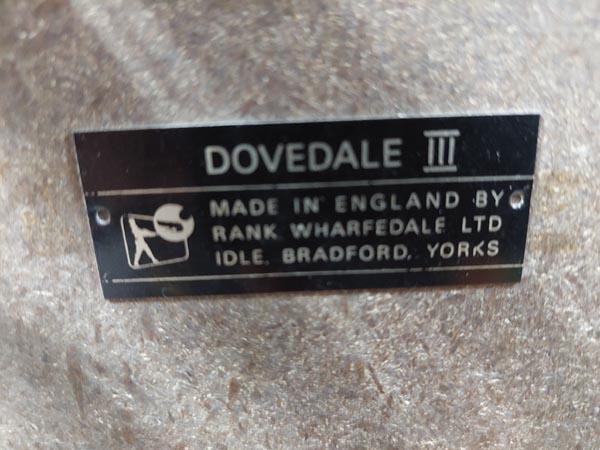 DOVEDALE III
MADE IN ENGLAND BY
RANK WHARFEDALE LTD
IDLE, BRADFORD, YORKS